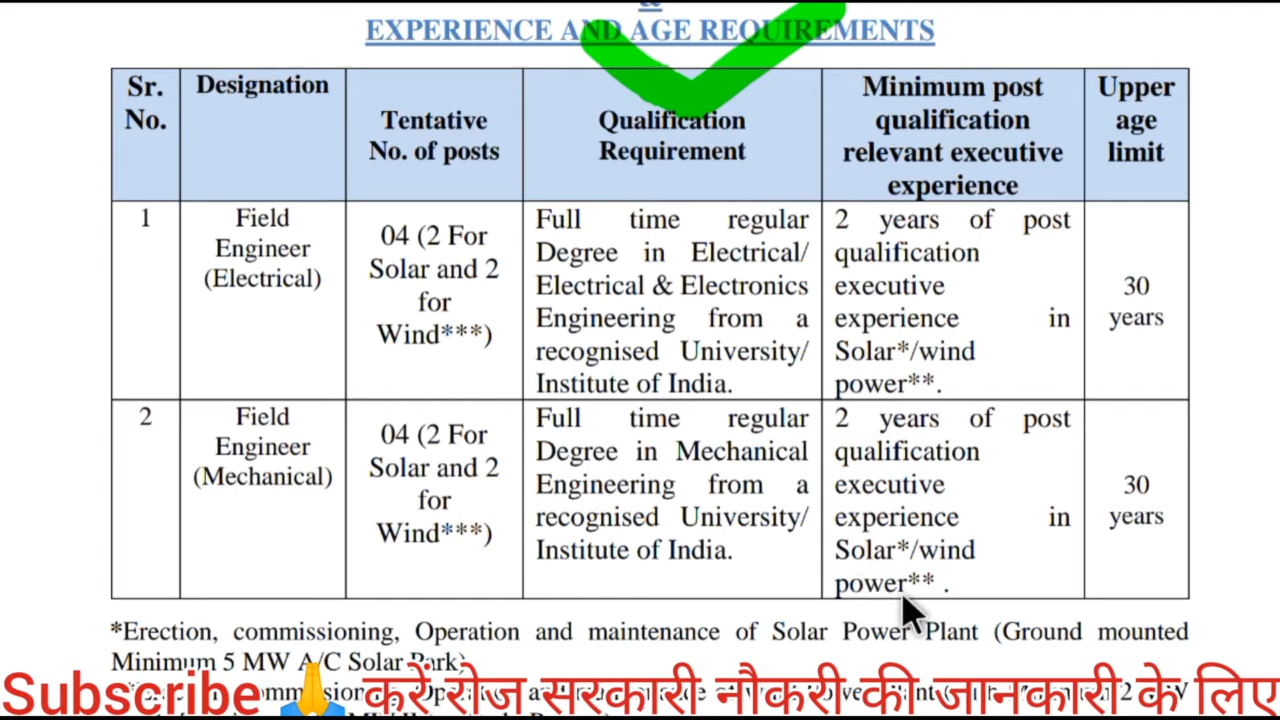 &
EXPERIENCE AND AGE REQUIREMENTS
Sr.
No.
Designation
Tentative
No. of posts
Qualification
Requirement
Minimum post
qualification
relevant executive
experience
Upper
age
limit
1
Field
Engineer
(Electrical)
04 (2 For
Solar and 2
for
Wind***)
Full time regular
Degree in Electrical/
Electrical & Electronics
Engineering from a
recognised University/
Institute of India.
2 years of post
qualification
executive
experience in
Solar*/wind
power**.
30
years
2
Field
Engineer
(Mechanical)
04 (2 For
Solar and 2
for
Wind***)
Full time regular
Degree in Mechanical
Engineering from a
recognised University/
Institute of India.
2 years of post
qualification
executive
experience in
Solar*/wind
power** .
30
years
*Erection, commissioning, Operation and maintenance of Solar Power Plant (Ground mounted
Minimum 5 MW A/C Solar Park)
Subscribe 🙏 करें रोज सरकारी नौकरी की जानकारी के लिए